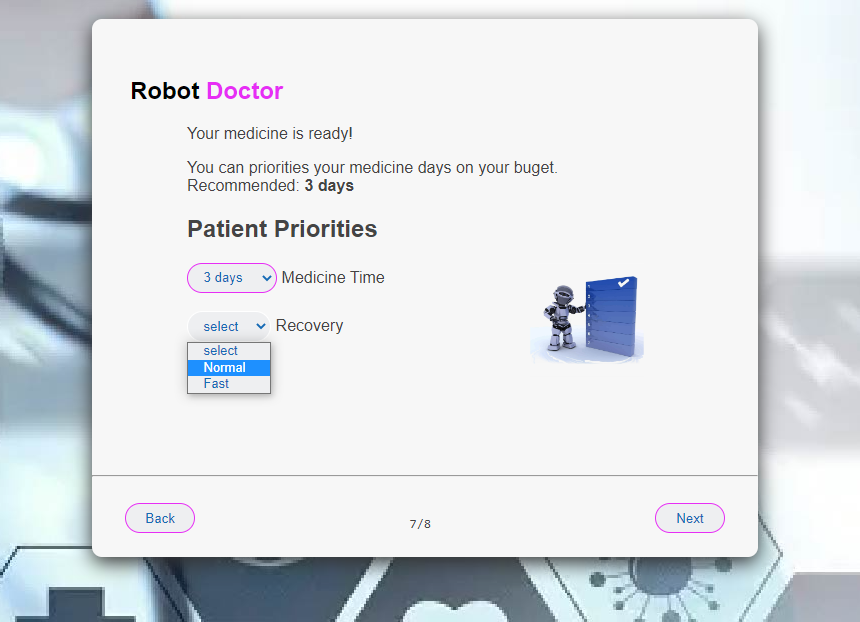 Robot Doctor
Your medicine is ready!
You can priorities your medicine days on your buget.
Recommended: 3 days
Patient Priorities
3 days Medicine Time
select Recovery
select
Normal
Fast
Back 7/8 Next